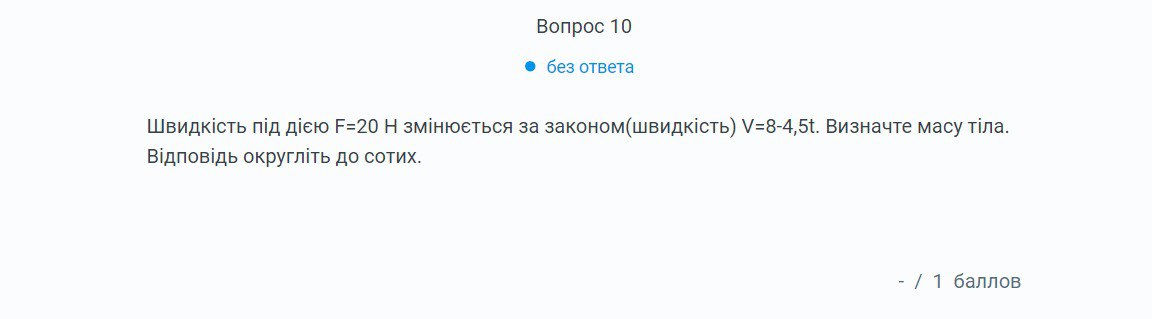 Вопрос 10
без ответа
Швидкість під дією F=20 Н змінюється за законом(швидкість) V=8-4,5t. Визначте масу тіла.
Відповідь округліть до сотих.
- / 1 баллов